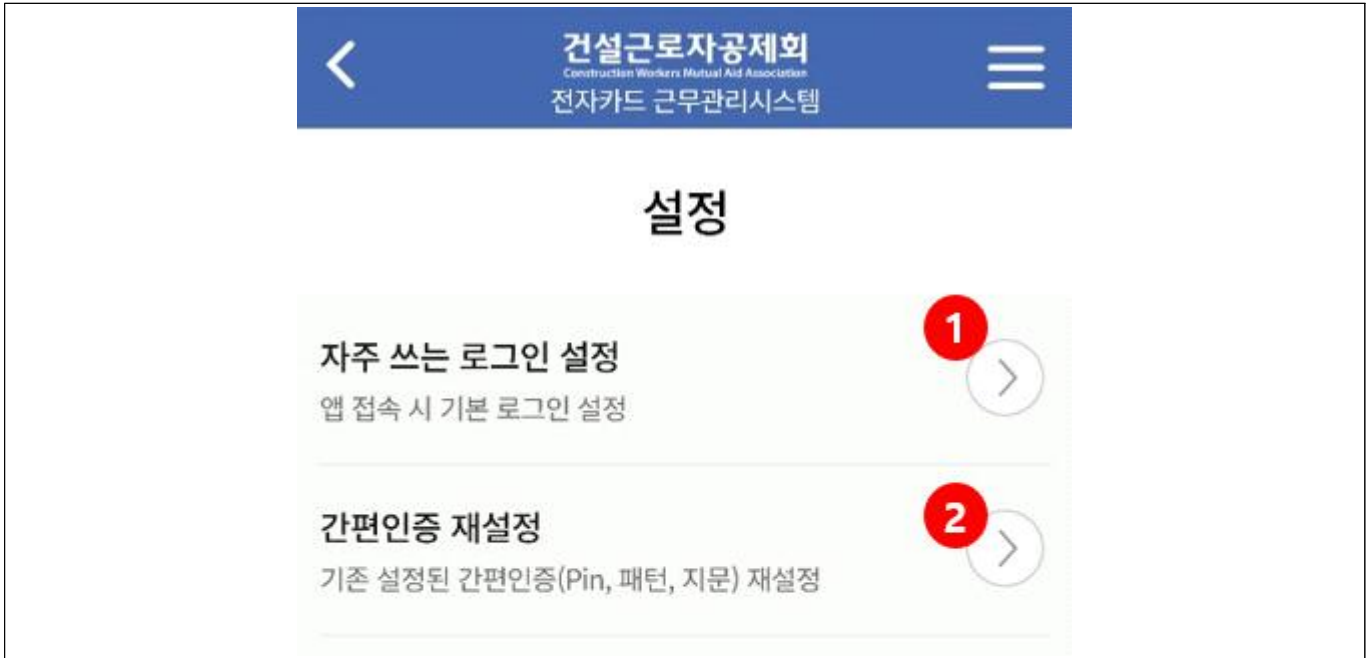 건설근로자공제회
Construction Workers Mutual Aid Association
전자카드 근무관리시스템
설정
1
자주 쓰는 로그인 설정
앱 접속 시 기본 로그인 설정
2
간편인증 재설정
기존 설정된 간편인증(Pin, 패턴, 지문) 재설정